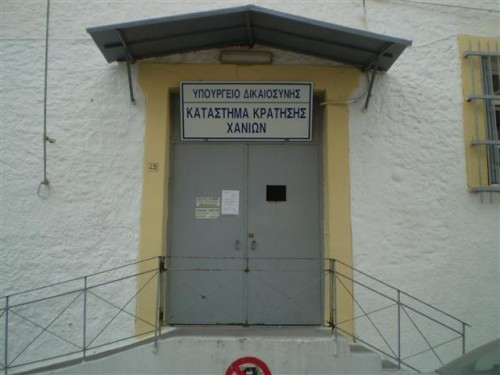 ΥΠΟΥΡΓΕΙΟ ΔΙΚΑΙΟΣΥΝΗΣ
ΚΑΤΑΣΤΗΜΑ ΚΡΑΤΗΣΗΣ
ΧΑΝΙΩΝ